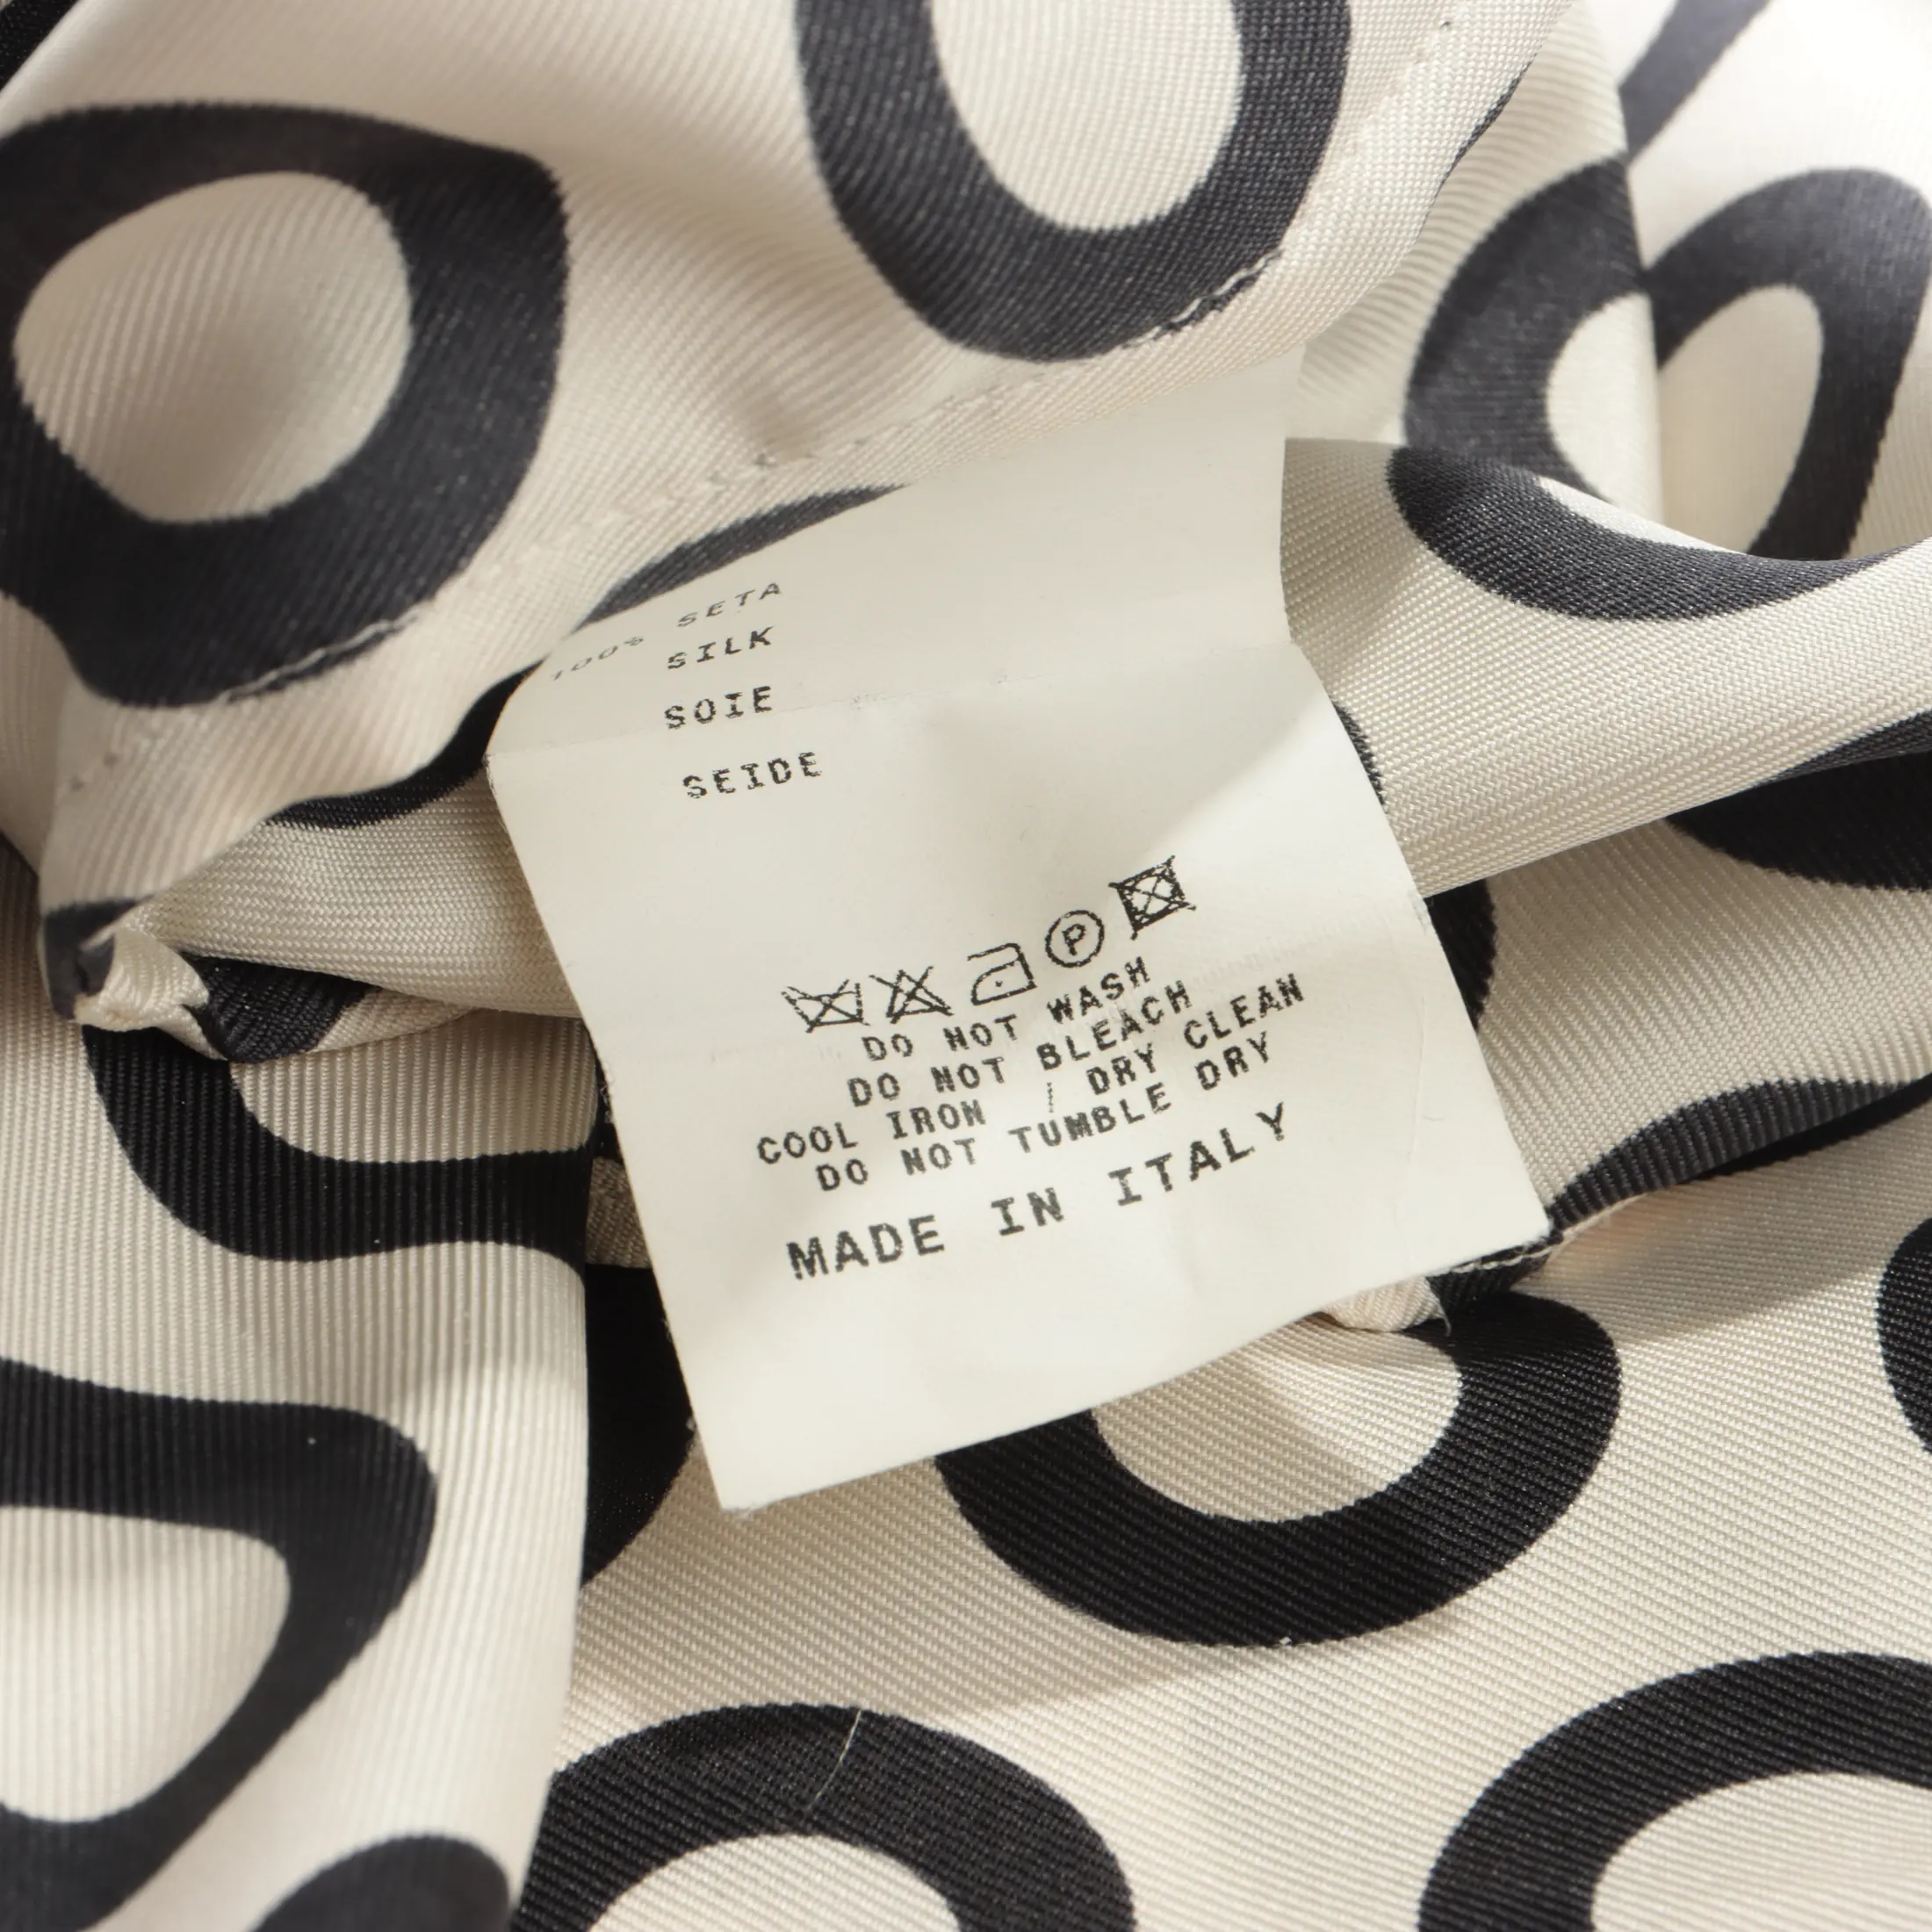 100% SETA
SILK
SOIE
SEIDE
P
DO NOT WASH
DO NOT BLEACH
COOL IRON / DRY CLEAN
DO NOT TUMBLE DRY
MADE IN ITALY